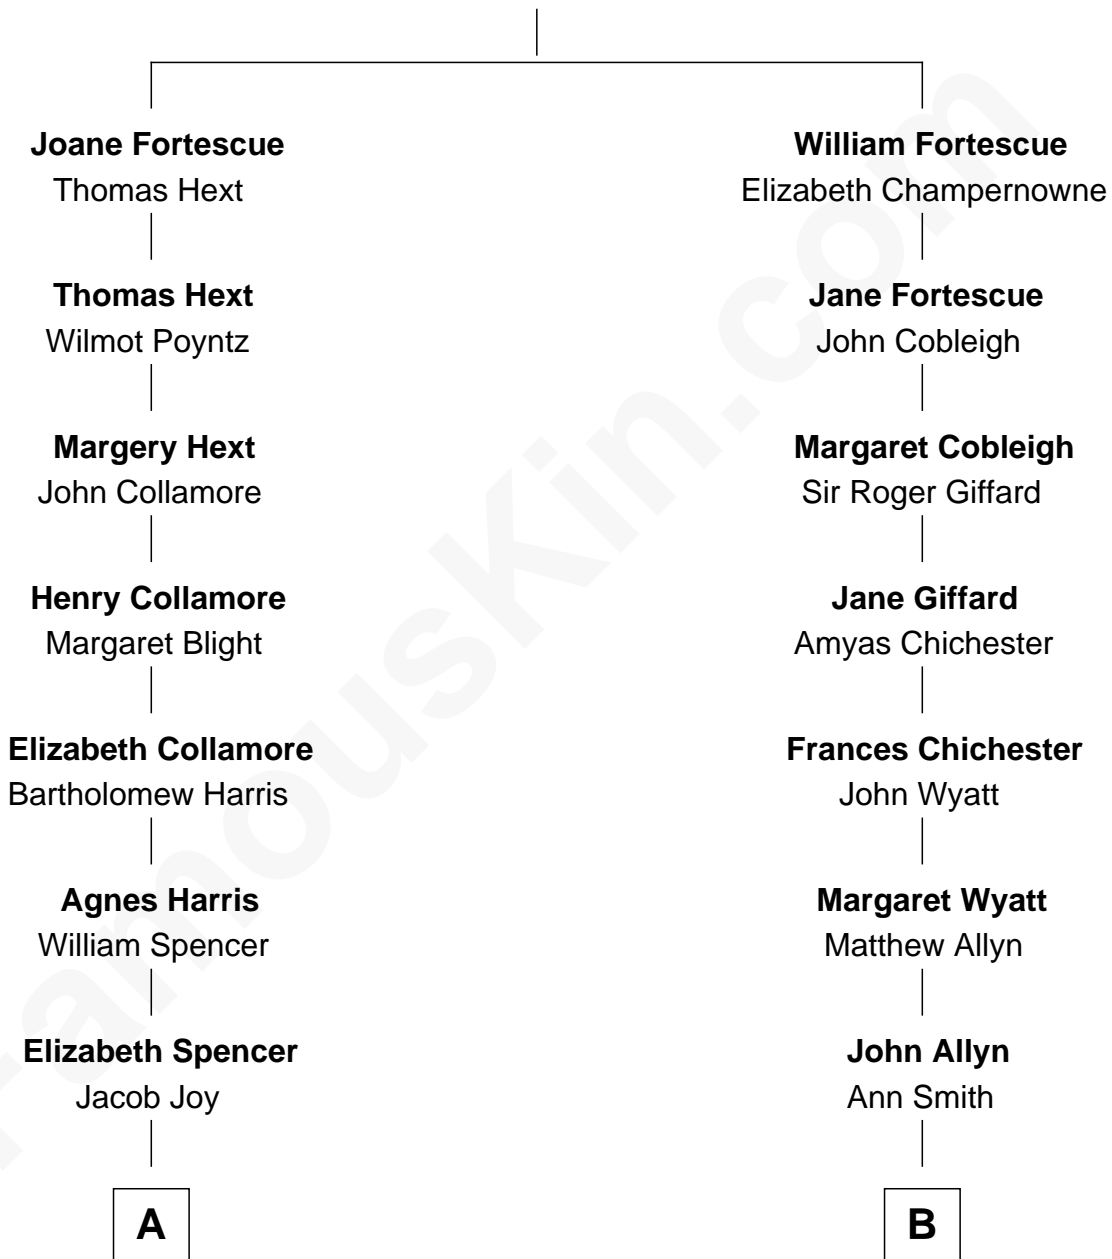 Joane Fortescue
Thomas Hext
Thomas Hext
Wilmot Poyntz
Margery Hext
John Collamore
Henry Collamore
Margaret Blight
Elizabeth Collamore
Bartholomew Harris
Agnes Harris
William Spencer
Elizabeth Spencer
Jacob Joy
A
William Fortescue
Elizabeth Champernowne
Jane Fortescue
John Cobleigh
Margaret Cobleigh
Sir Roger Giffard
Jane Giffard
Amyas Chichester
Frances Chichester
John Wyatt
Margaret Wyatt
Matthew Allyn
John Allyn
Ann Smith
B
FamousKin.com